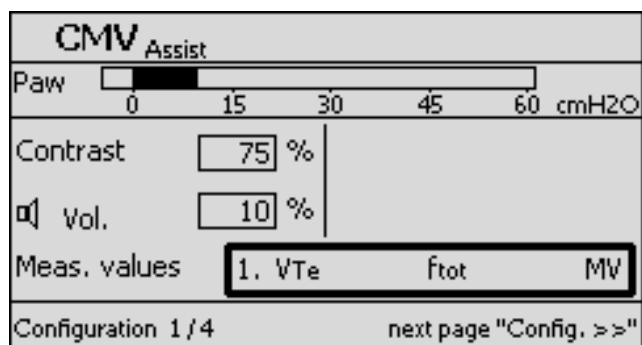 CMV Assist
Paw
0 15 30 45 60 cmH2O
Contrast 75 %
Vol. 10 %
Meas. values 1. VTe ftot MV
Configuration 1/4 next page "Config. >>"